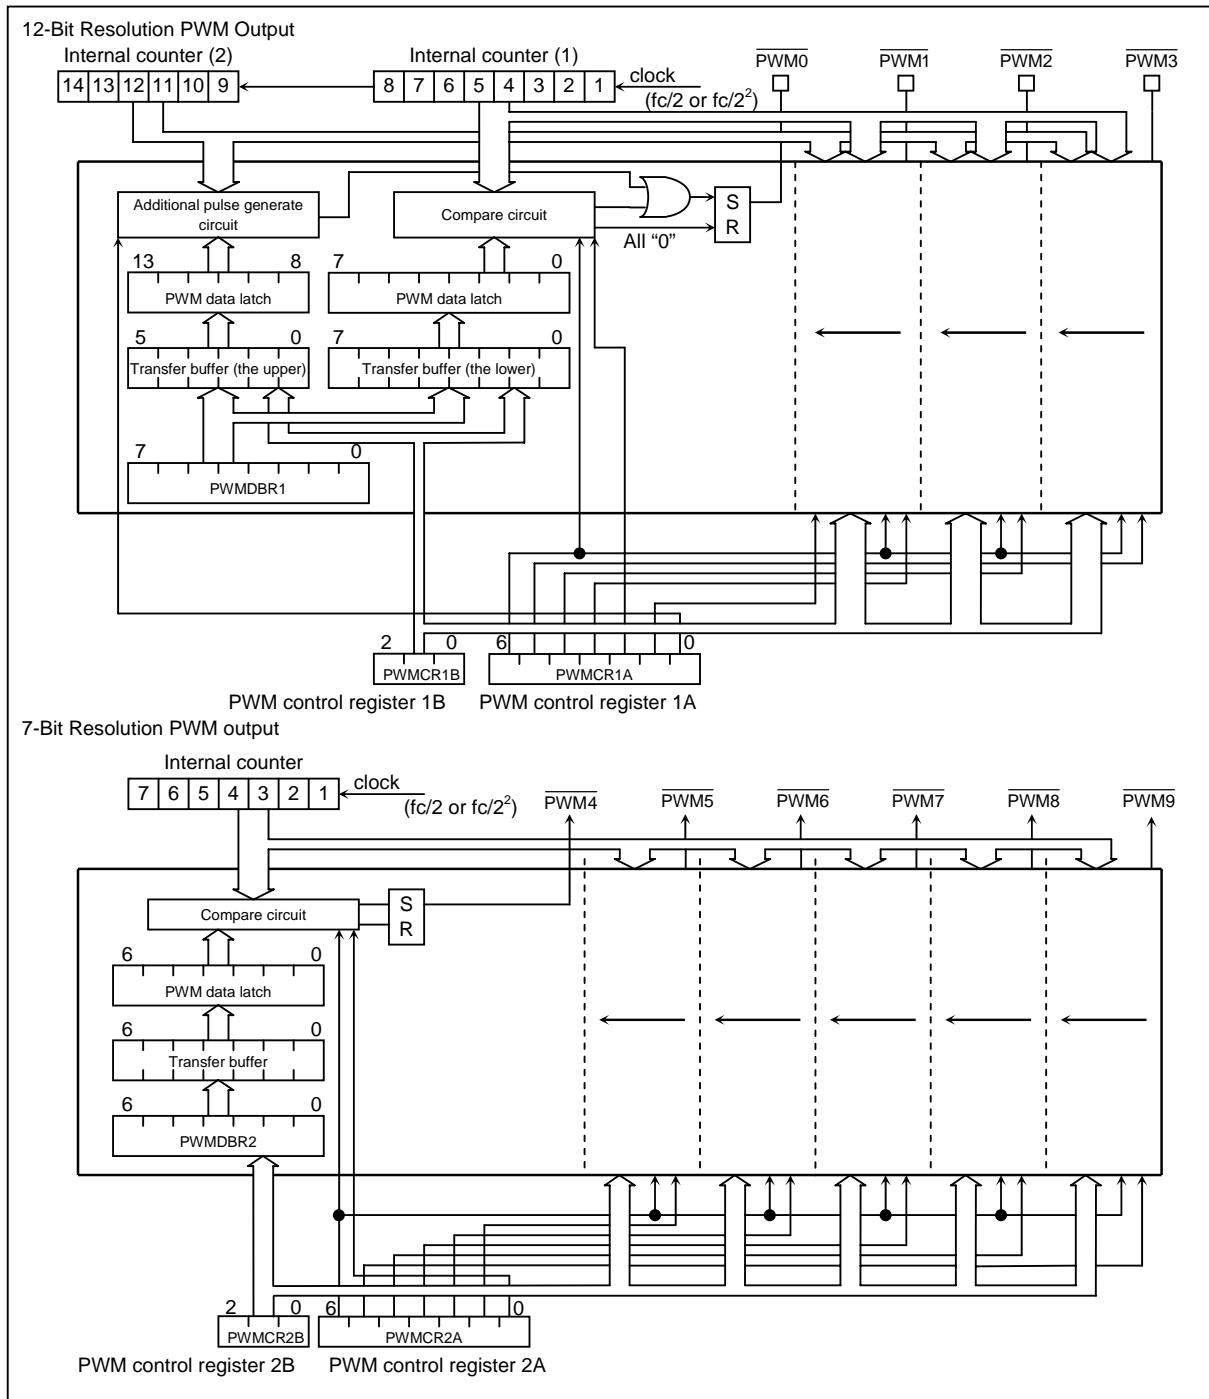 12-Bit Resolution PWM Output
Internal counter (2)
Internal counter (1)
PWM0
PWM1
PWM2
PWM3
14 13 12 11 10 9
8 7 6 5 4 3 2 1
clock
(fc/2 or fc/2²)
Additional pulse generate
circuit
Compare circuit
S
R
All “0”
13 8
7 0
PWM data latch
PWM data latch
5 0
7 0
Transfer buffer (the upper)
Transfer buffer (the lower)
7 0
PWMDBR1
2 0
6 0
PWMCR1B
PWMCR1A
PWM control register 1B
PWM control register 1A
7-Bit Resolution PWM output
Internal counter
7 6 5 4 3 2 1
clock
(fc/2 or fc/2²)
PWM4
PWM5
PWM6
PWM7
PWM8
PWM9
Compare circuit
S
R
6 0
PWM data latch
6 0
Transfer buffer
6 0
PWMDBR2
2 0
6 0
PWMCR2B
PWMCR2A
PWM control register 2B
PWM control register 2A